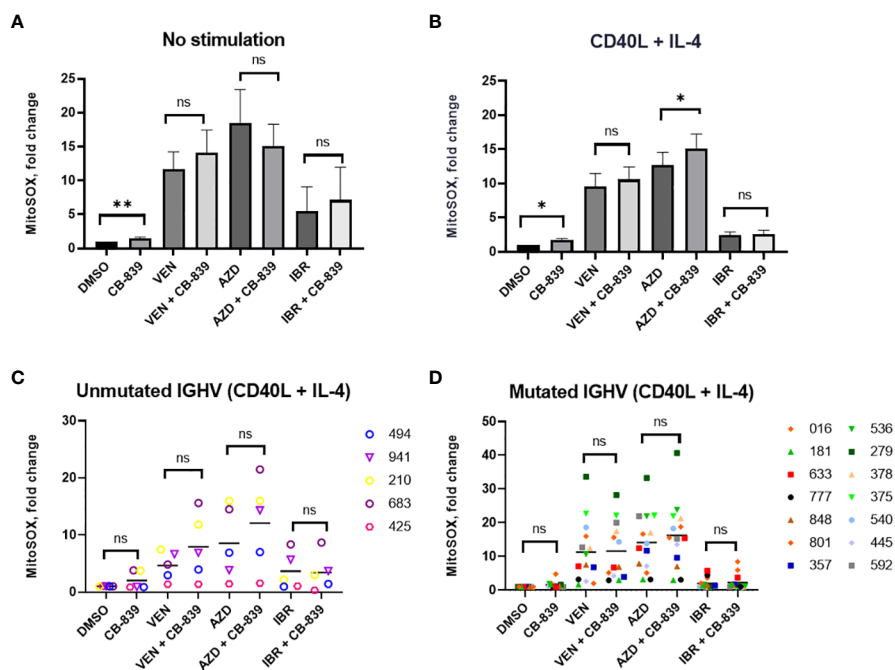 A
No stimulation
MitoSOX, fold change
25
20
15
10
5
0
ns
ns
ns
**
DMSO
CB-839
VEN
VEN + CB-839
AZD
AZD + CB-839
IBR
IBR + CB-839
B
CD40L + IL-4
MitoSOX, fold change
25
20
15
10
5
0
*
ns
*
ns
DMSO
CB-839
VEN
VEN + CB-839
AZD
AZD + CB-839
IBR
IBR + CB-839
C
Unmutated IGHV (CD40L + IL-4)
MitoSOX, fold change
30
20
10
0
ns
ns
ns
ns
DMSO
CB-839
VEN
VEN + CB-839
AZD
AZD + CB-839
IBR
IBR + CB-839
494
941
210
683
425
D
Mutated IGHV (CD40L + IL-4)
MitoSOX, fold change
50
40
30
20
10
0
ns
ns
ns
ns
DMSO
CB-839
VEN
VEN + CB-839
AZD
AZD + CB-839
IBR
IBR + CB-839
016 536
181 279
633 378
777 375
848 540
801 445
357 592